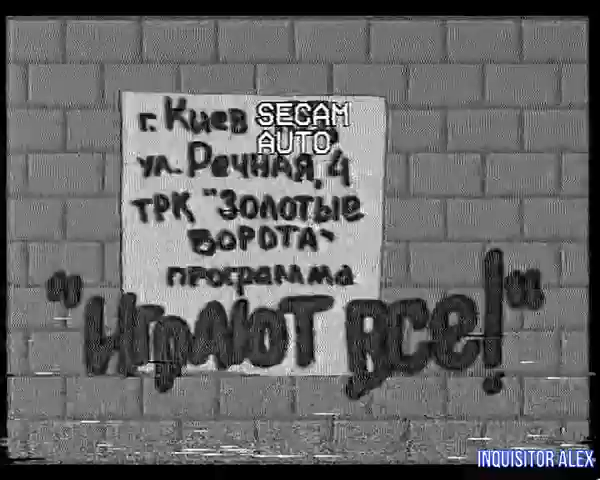 г. Киев
SECAM
AUTO
ул. Речная, 4
ТРК "ЗОЛОТЫЕ
ВОРОТА"
программа
"Играют все!"
INQUISITOR ALEX